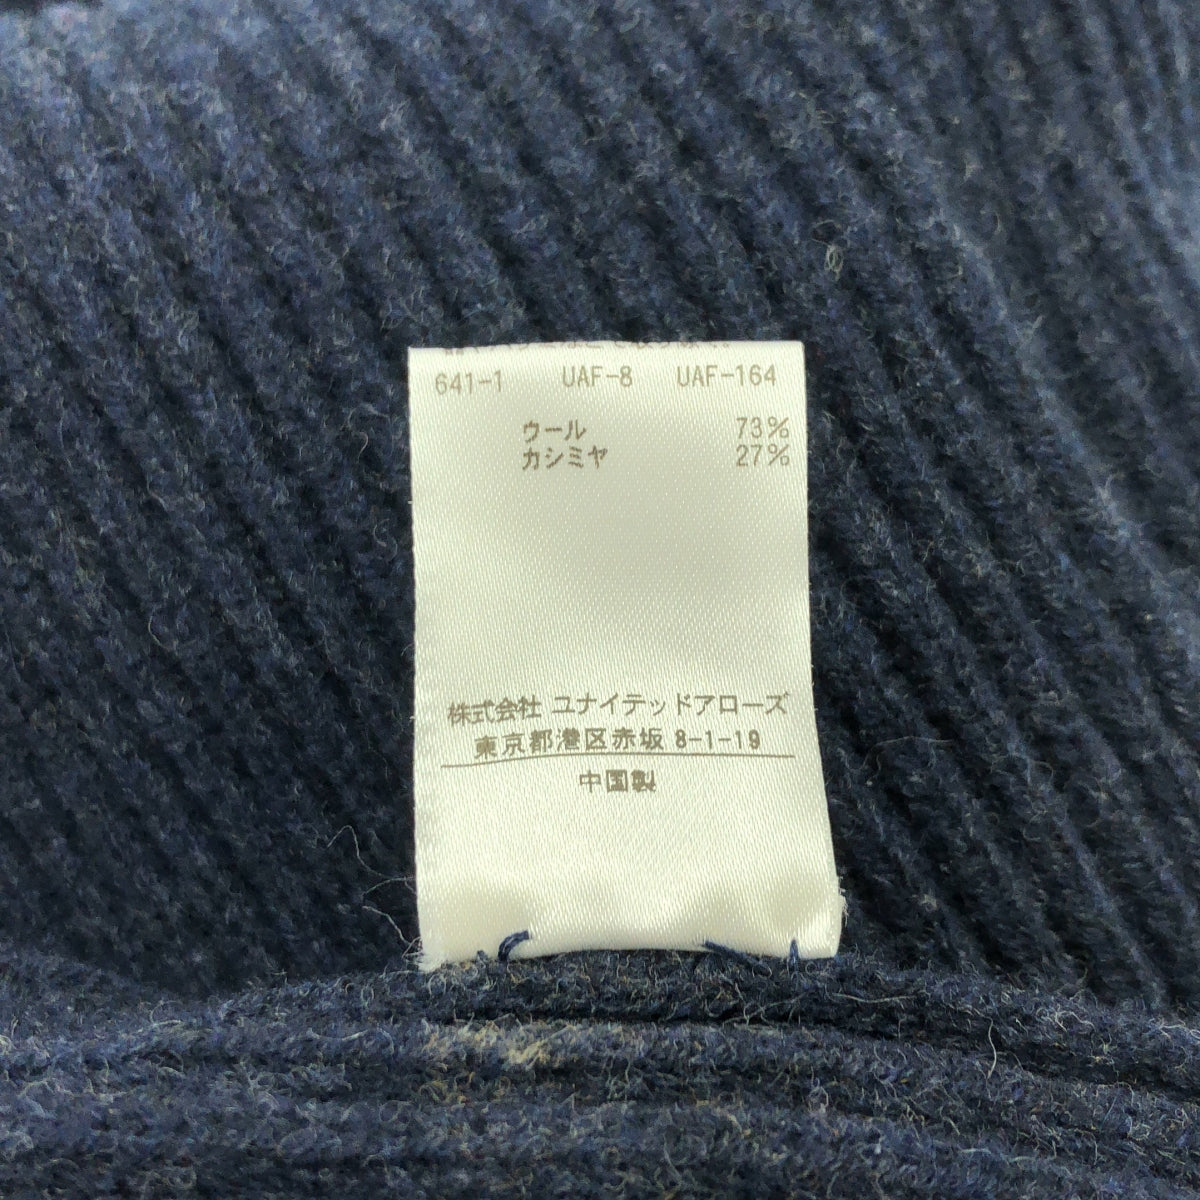 641-1 UAF-8 UAF-164
ウール 73%
カシミヤ 27%
株式会社 ユナイテッドアローズ
東京都港区赤坂 8-1-19
中国製